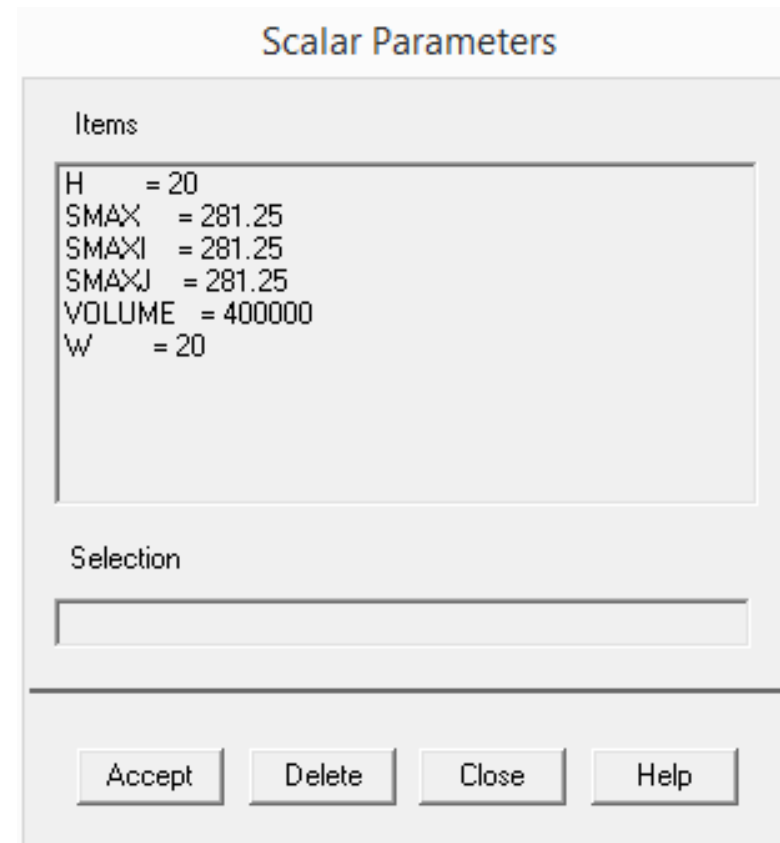 Scalar Parameters
Items
H = 20
SMAX = 281.25
SMAXI = 281.25
SMAXJ = 281.25
VOLUME = 400000
W = 20
Selection
Accept Delete Close Help